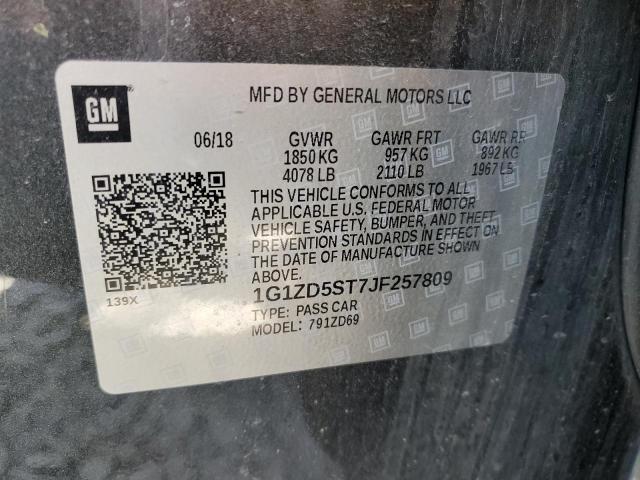 GM
MFD BY GENERAL MOTORS LLC
06/18 GVWR GAWR FRT GAWR RR
1850 KG 957 KG 892 KG
4078 LB 2110 LB 1967 LB
THIS VEHICLE CONFORMS TO ALL
APPLICABLE U.S. FEDERAL MOTOR
VEHICLE SAFETY, BUMPER, AND THEFT
PREVENTION STANDARDS IN EFFECT ON
THE DATE OF MANUFACTURE SHOWN
ABOVE.
139X
1G1ZD5ST7JF257809
TYPE: PASS CAR
MODEL: 791ZD69